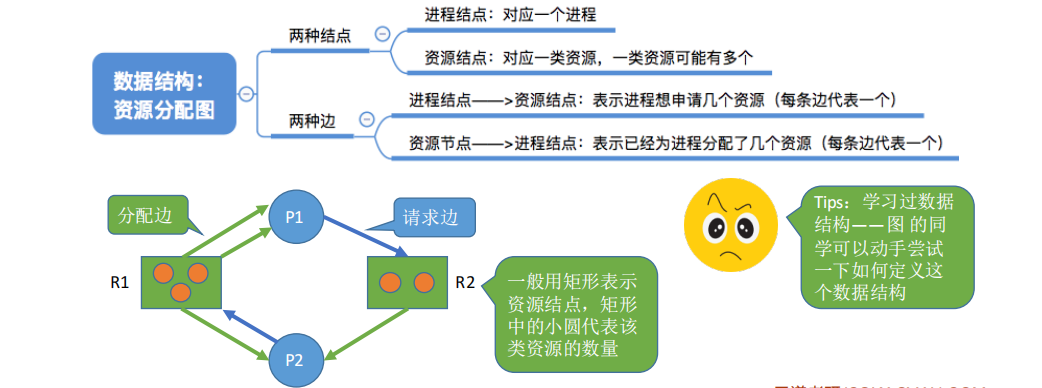 进程结点：对应一个进程
两种结点
资源结点：对应一类资源，一类资源可能有多个
数据结构：
资源分配图
进程结点——>资源结点：表示进程想申请几个资源（每条边代表一个）
两种边
资源节点——>进程结点：表示已经为进程分配了几个资源（每条边代表一个）
分配边
P1
请求边
R1
R2
一般用矩形表示
资源结点，矩形
中的小圆代表该
类资源的数量
P2
Tips：学习过数据
结构——图 的同
学可以动手尝试
一下如何定义这
个数据结构